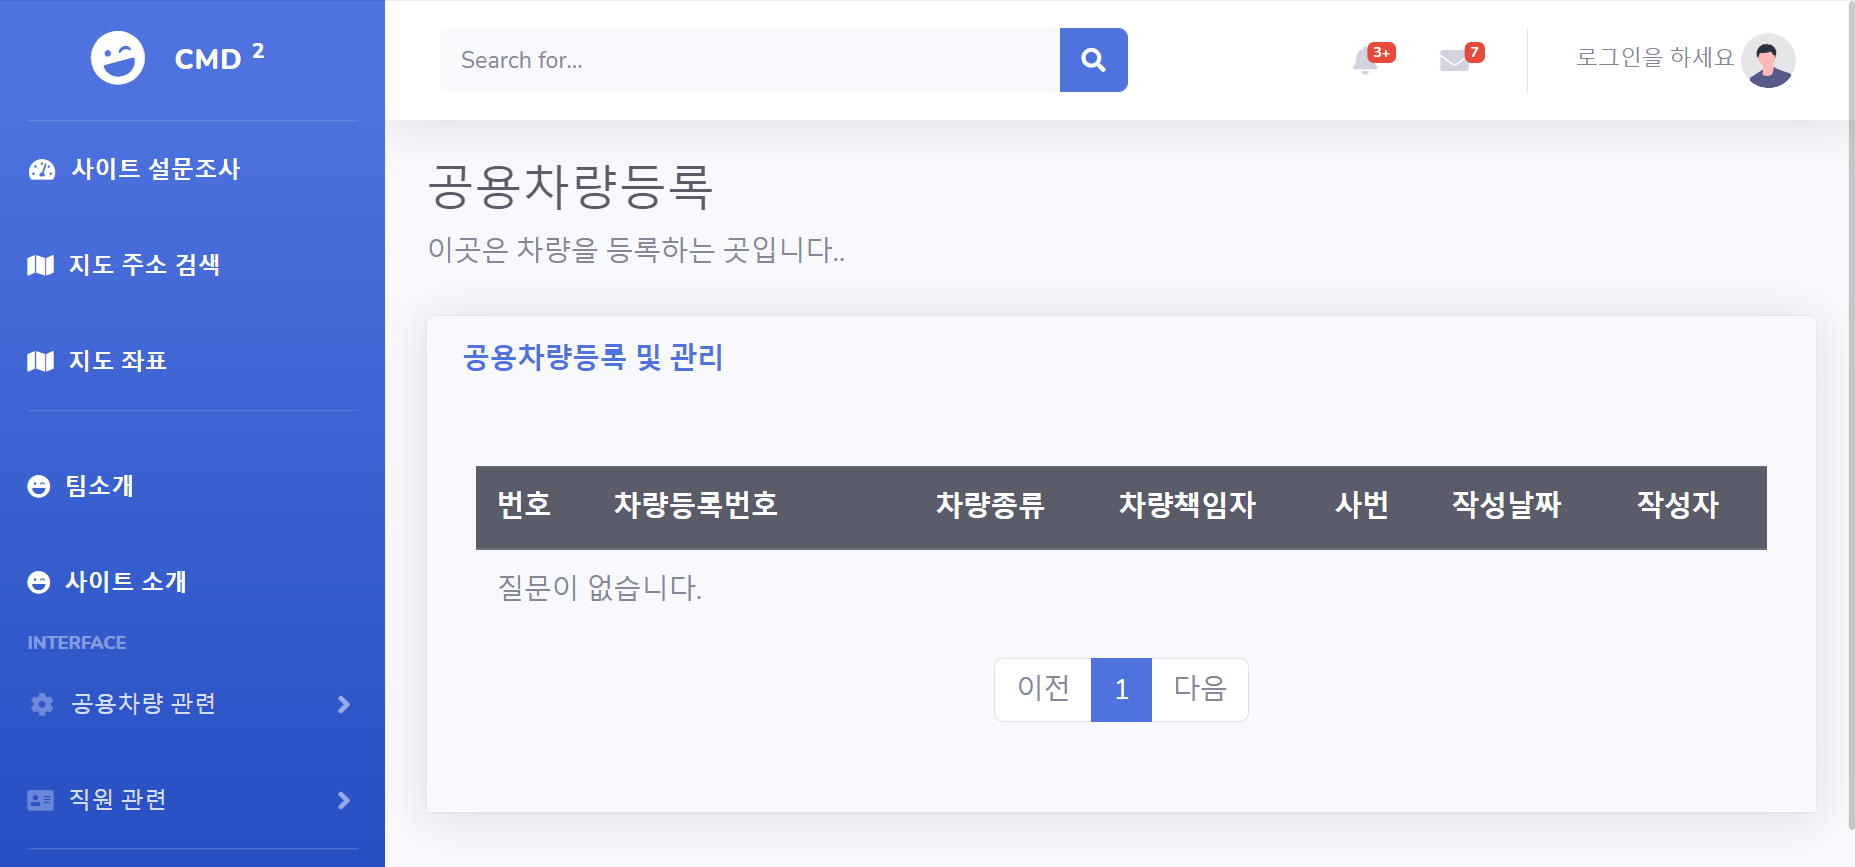 CMD 2
사이트 설문조사
지도 주소 검색
지도 좌표
팀소개
사이트 소개
INTERFACE
공용차량 관련
직원 관련
Search for...
3+
7
로그인을 하세요
공용차량등록
이곳은 차량을 등록하는 곳입니다..
공용차량등록 및 관리
번호 차량등록번호 차량종류 차량책임자 사번 작성날짜 작성자
질문이 없습니다.
이전 1 다음